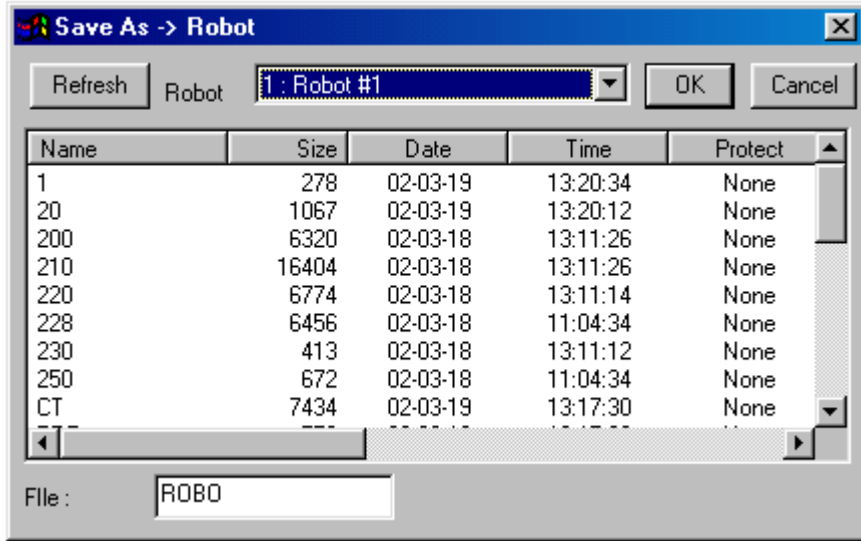 Save As -> Robot
Refresh Robot 1 : Robot #1 OK Cancel
Name Size Date Time Protect
1 278 02-03-19 13:20:34 None
20 1067 02-03-19 13:20:12 None
200 6320 02-03-18 13:11:26 None
210 16404 02-03-18 13:11:26 None
220 6774 02-03-18 13:11:14 None
228 6456 02-03-18 11:04:34 None
230 413 02-03-18 13:11:12 None
250 672 02-03-18 11:04:34 None
CT 7434 02-03-19 13:17:30 None
FIle : ROBO